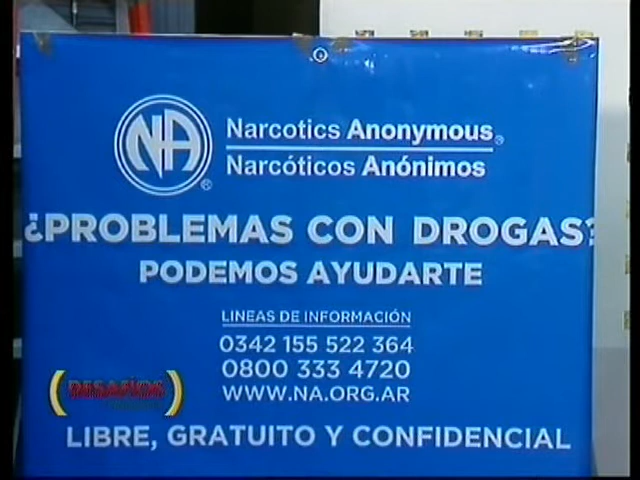 NA
Narcotics Anonymous®
Narcóticos Anónimos
®
¿PROBLEMAS CON DROGAS?
PODEMOS AYUDARTE
LINEAS DE INFORMACIÓN
0342 155 522 364
0800 333 4720
WWW.NA.ORG.AR
LIBRE, GRATUITO Y CONFIDENCIAL